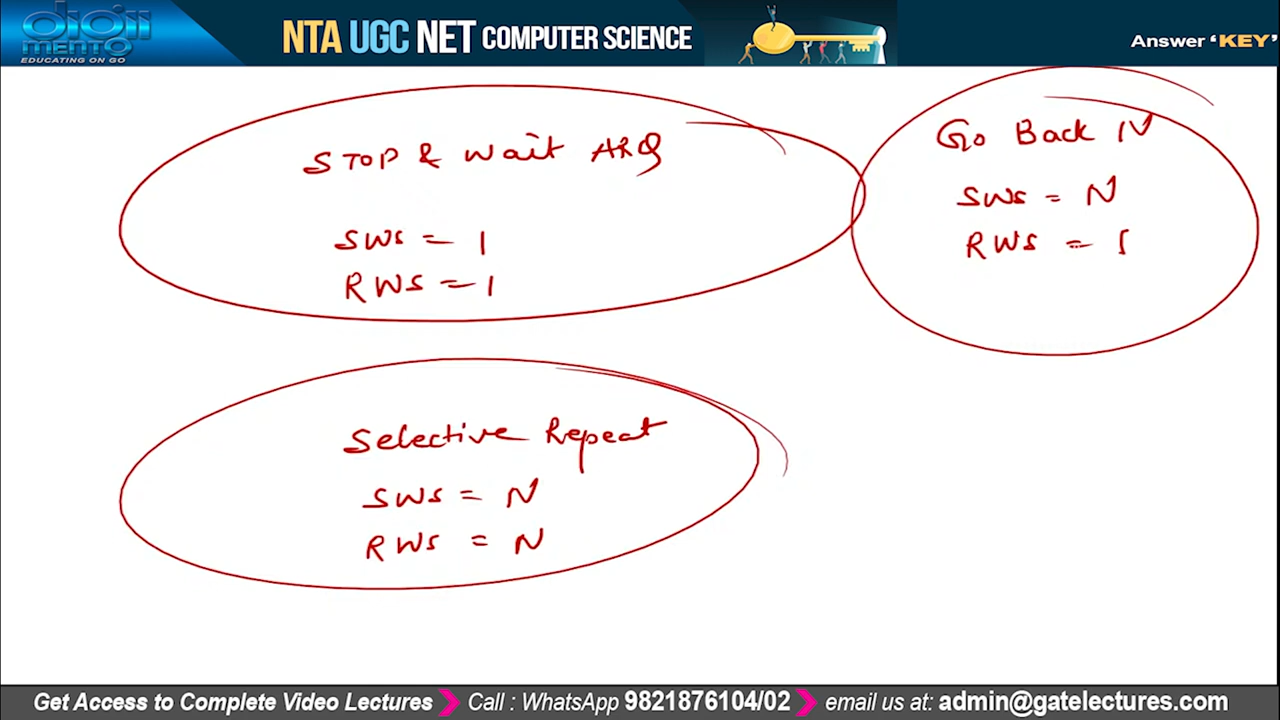 digii
MENTO
EDUCATING ON GO
NTA UGC NET COMPUTER SCIENCE
Answer ‘KEY’
STOP & Wait ARQ
SWS = 1
RWS = 1
Go Back N
SWS = N
RWS =
Selective Repeat
SWS = N
RWS = N
Get Access to Complete Video Lectures
Call : WhatsApp 9821876104/02
email us at: admin@gatelectures.com